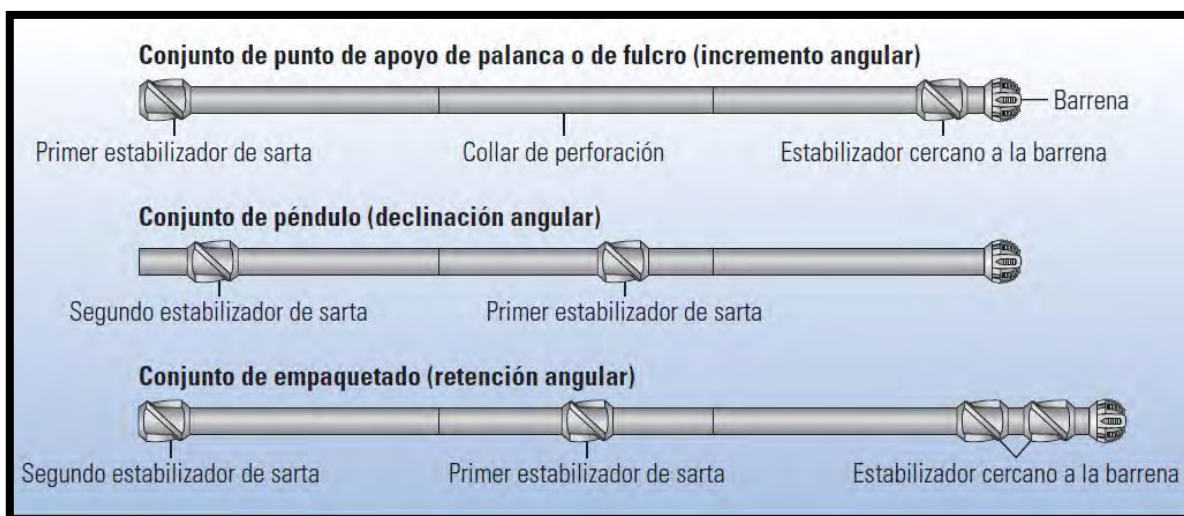 Conjunto de punto de apoyo de palanca o de fulcro (incremento angular)
Barrena
Primer estabilizador de sarta
Collar de perforación
Estabilizador cercano a la barrena
Conjunto de péndulo (declinación angular)
Segundo estabilizador de sarta
Primer estabilizador de sarta
Conjunto de empaquetado (retención angular)
Segundo estabilizador de sarta
Primer estabilizador de sarta
Estabilizador cercano a la barrena